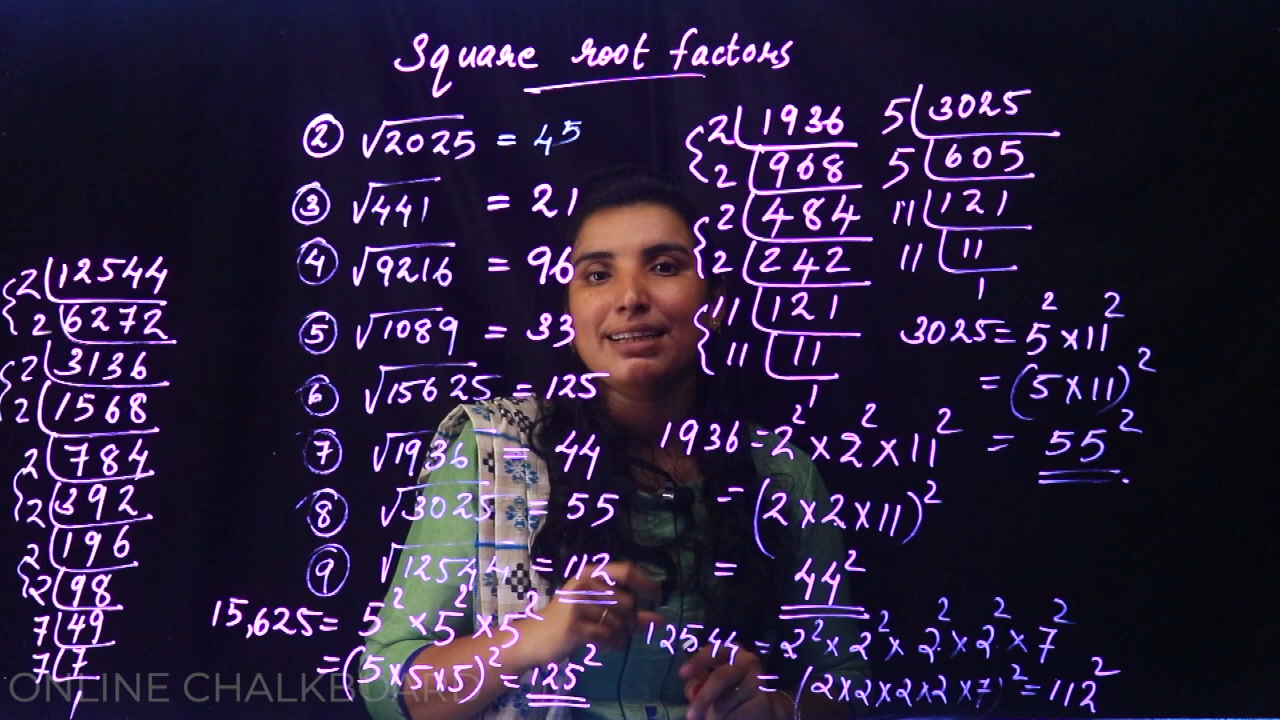 Square root factors
② √2025 = 45
③ √441 = 21
④ √9216 = 96
⑤ √1089 = 33
⑥ √15625 = 125
⑦ √1936 = 44
⑧ √3025 = 55
⑨ √12544 = 112
2 | 12544
2 | 6272
2 | 3136
2 | 1568
2 | 784
2 | 392
2 | 196
2 | 98
7 | 49
7 | 7
1
15,625 = 5² × 5² × 5²
= (5×5×5)² = 125²
2 | 1936
2 | 968
2 | 484
2 | 242
11 | 121
11 | 11
1
1936 = 2² × 2² × 11²
= (2×2×11)²
= 44²
5 | 3025
5 | 605
11 | 121
11 | 11
1
3025 = 5² × 11²
= (5×11)²
= 55²
12544 = 2² × 2² × 2² × 2² × 7²
= (2×2×2×2×7)² = 112²
ONLINE CHALKBOARD